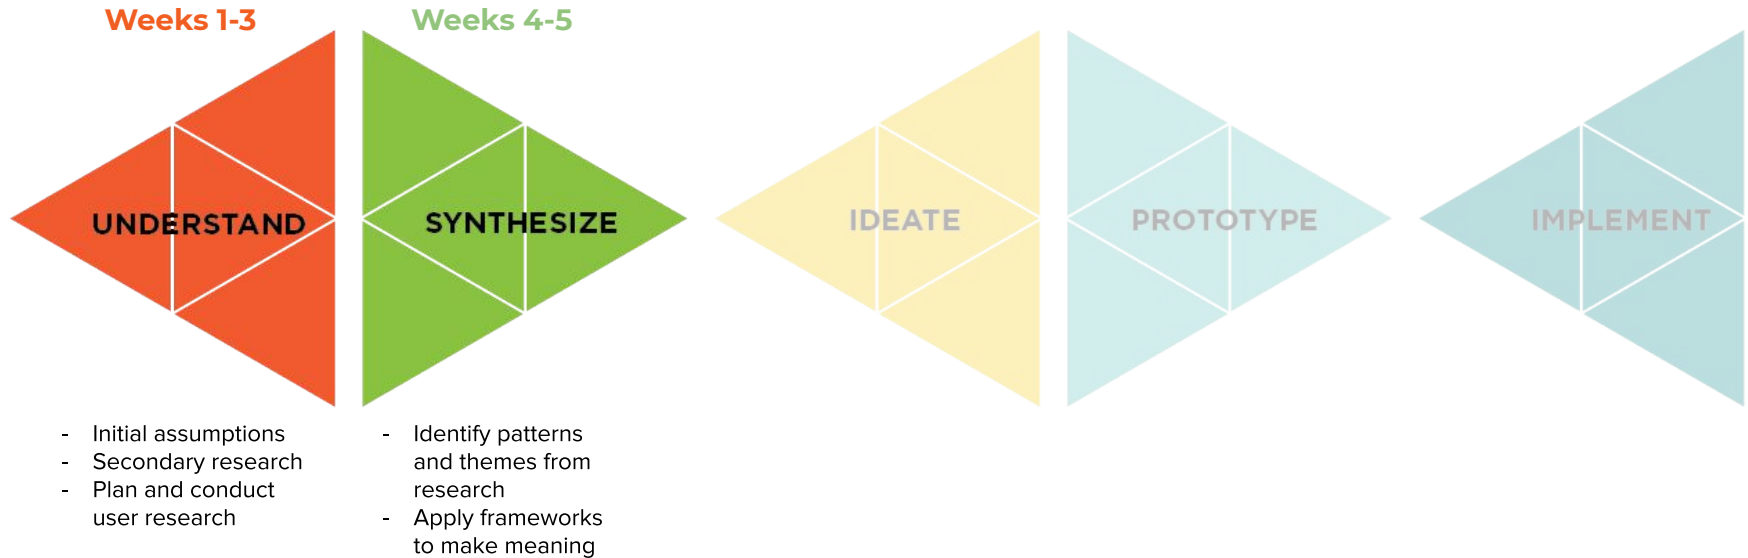 Weeks 1-3
Weeks 4-5
UNDERSTAND
SYNTHESIZE
IDEATE
PROTOTYPE
IMPLEMENT
- Initial assumptions
- Secondary research
- Plan and conduct
user research
- Identify patterns
and themes from
research
- Apply frameworks
to make meaning